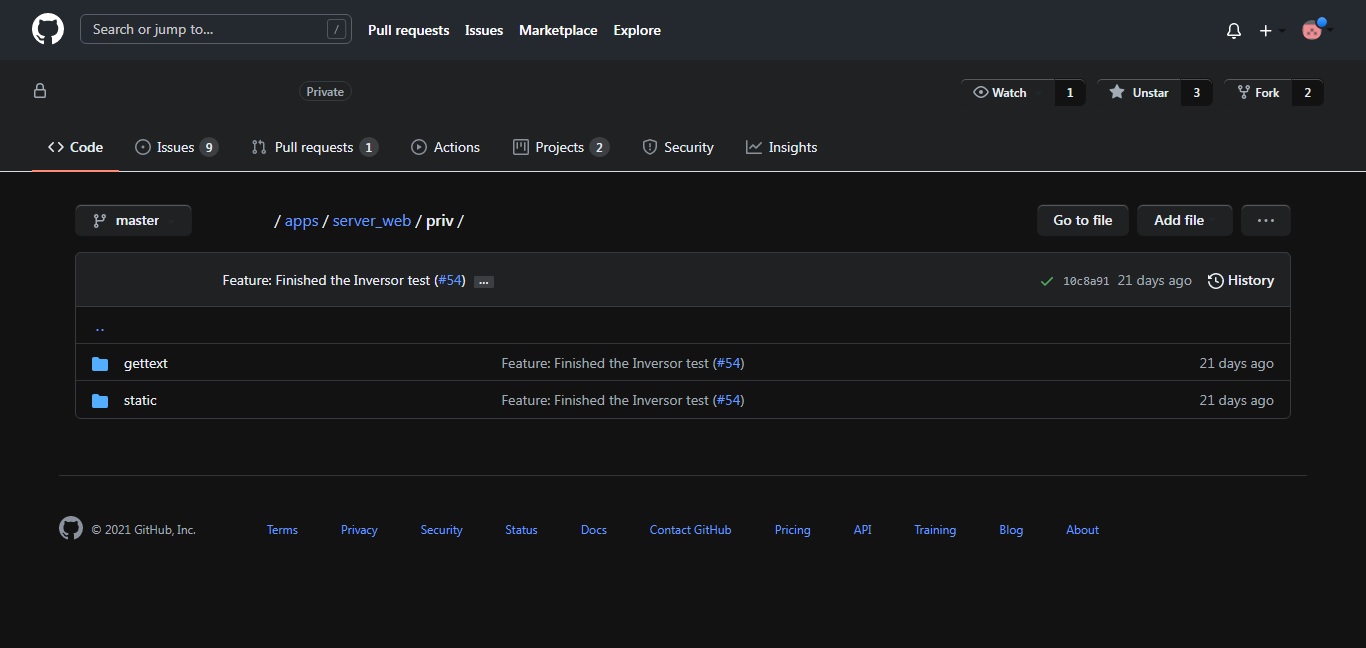 Search or jump to... / Pull requests Issues Marketplace Explore
Private Watch 1 Unstar 3 Fork 2
Code Issues 9 Pull requests 1 Actions Projects 2 Security Insights
master / apps / server_web / priv / Go to file Add file ...
Feature: Finished the Inversor test (#54) ... 10c8a91 21 days ago History
..
gettext Feature: Finished the Inversor test (#54) 21 days ago
static Feature: Finished the Inversor test (#54) 21 days ago
© 2021 GitHub, Inc. Terms Privacy Security Status Docs Contact GitHub Pricing API Training Blog About